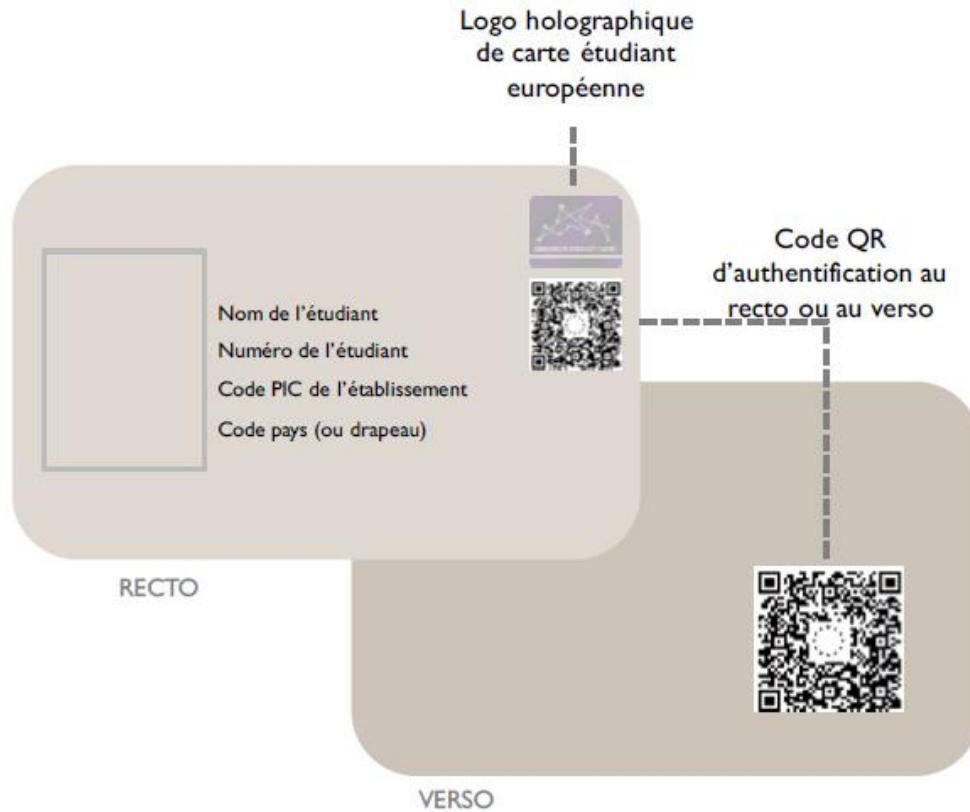 Logo holographique
de carte étudiant
européenne
Code QR
d'authentification au
recto ou au verso
Nom de l'étudiant
Numéro de l'étudiant
Code PIC de l'établissement
Code pays (ou drapeau)
RECTO
VERSO